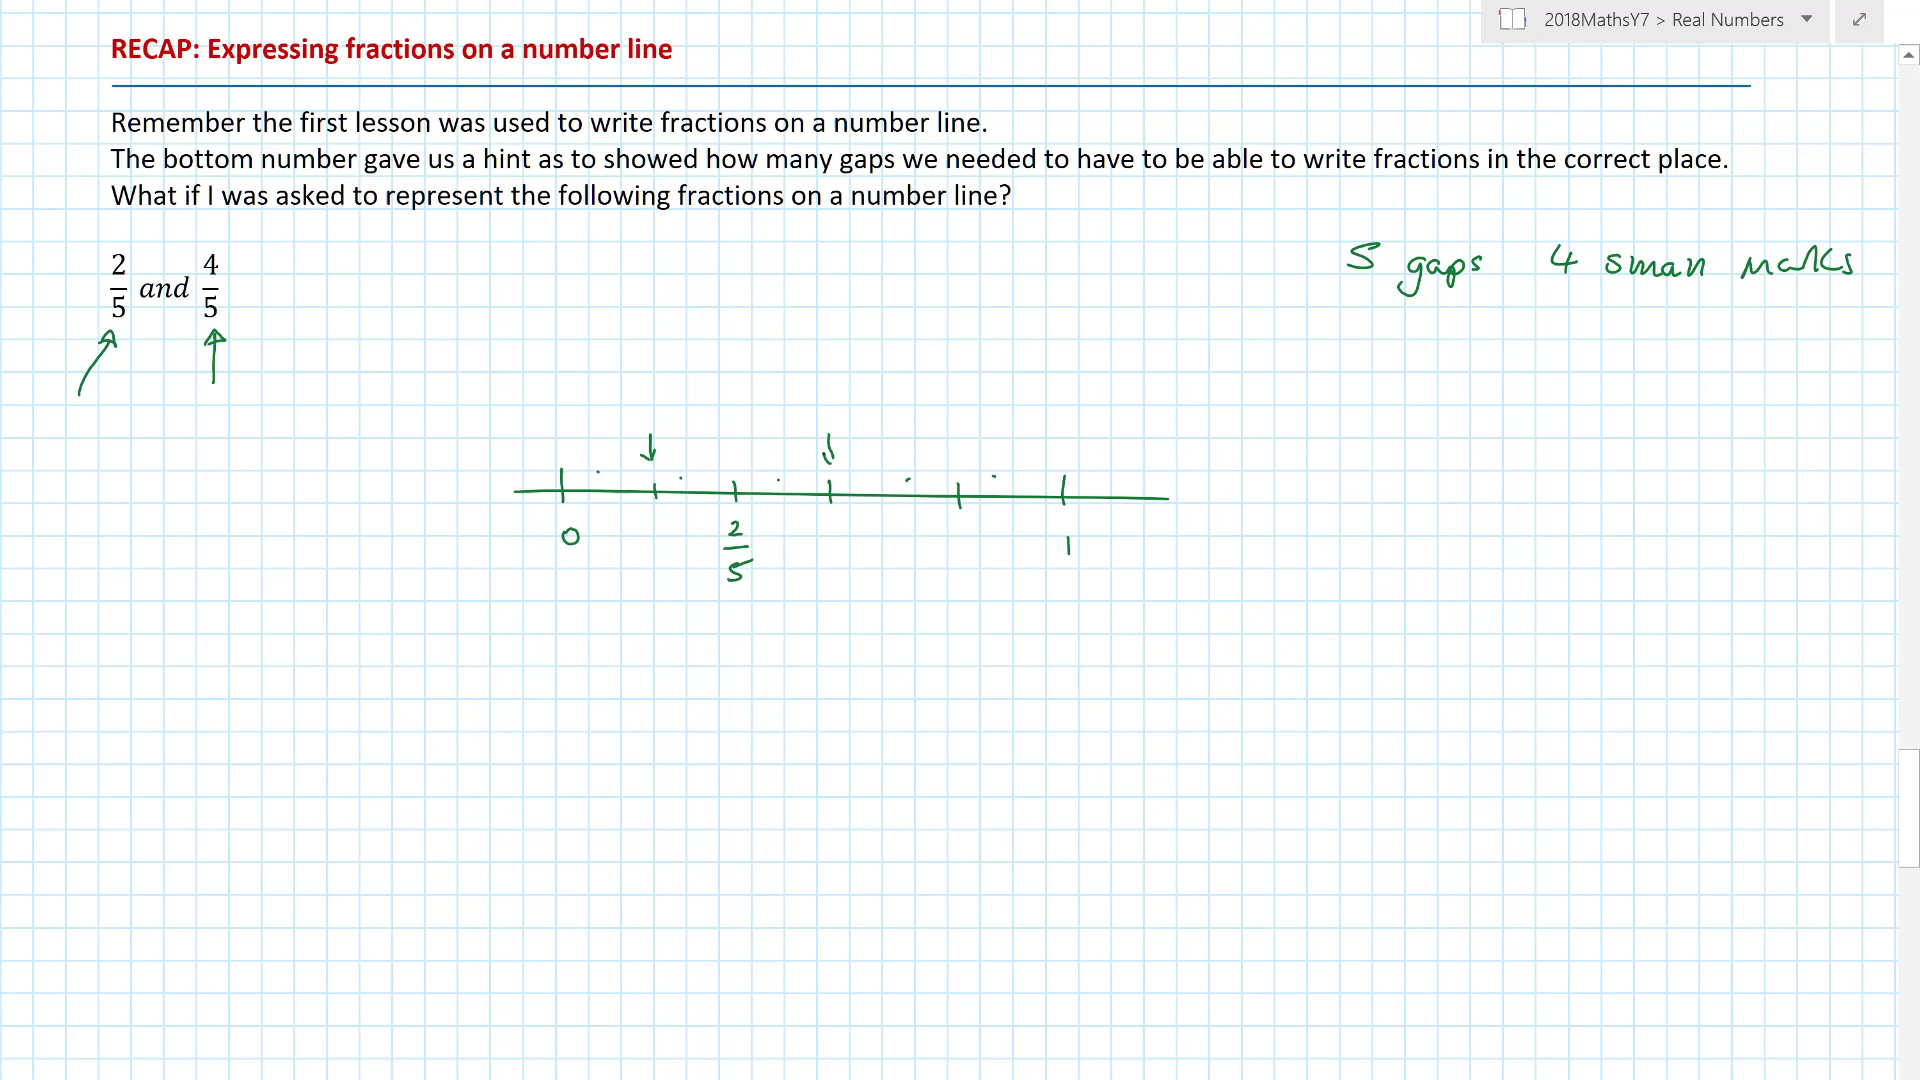 2018MathsY7 > Real Numbers
RECAP: Expressing fractions on a number line
Remember the first lesson was used to write fractions on a number line.
The bottom number gave us a hint as to showed how many gaps we needed to have to be able to write fractions in the correct place.
What if I was asked to represent the following fractions on a number line?
2/5 and 4/5
5 gaps 4 small marks
0 2/5 1